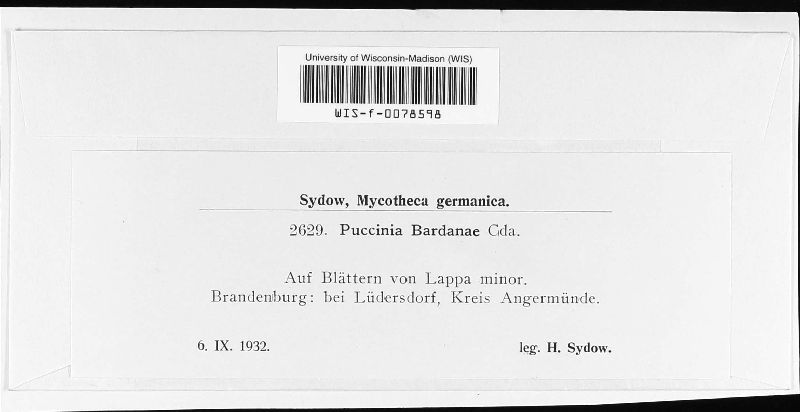 University of Wisconsin-Madison (WIS)
WIS-f-0078598
Sydow, Mycotheca germanica.
2629. Puccinia Bardanae Cda.
Auf Blättern von Lappa minor.
Brandenburg: bei Lüdersdorf, Kreis Angermünde.
6. IX. 1932. leg. H. Sydow.